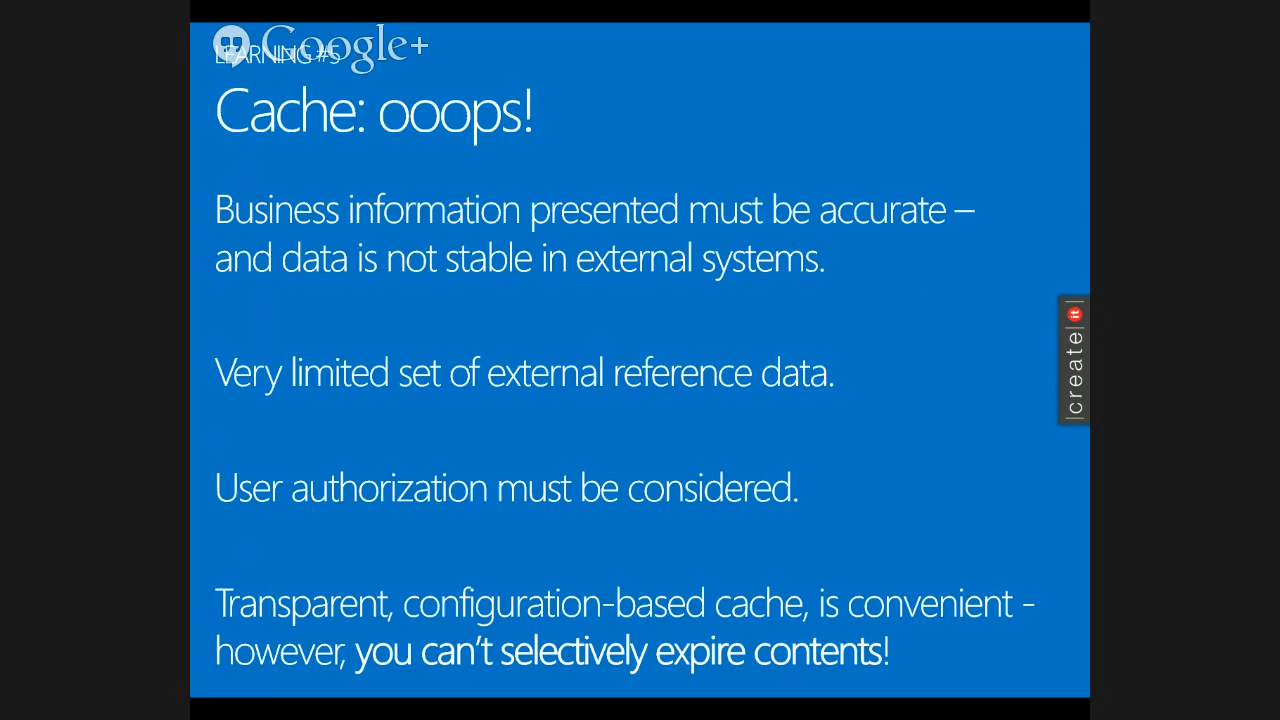 Google+
LEARNING #5
Cache: ooops!
Business information presented must be accurate –
and data is not stable in external systems.
Very limited set of external reference data.
User authorization must be considered.
Transparent, configuration-based cache, is convenient -
however, you can't selectively expire contents!
|create|it|